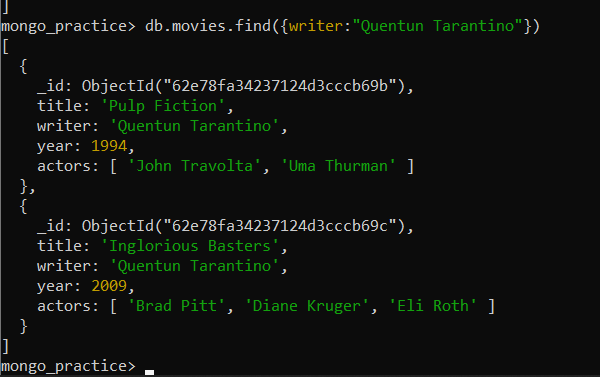 ]
mongo_practice> db.movies.find({writer:"Quentun Tarantino"})
[
  {
    _id: ObjectId("62e78fa34237124d3cccb69b"),
    title: 'Pulp Fiction',
    writer: 'Quentun Tarantino',
    year: 1994,
    actors: [ 'John Travolta', 'Uma Thurman' ]
  },
  {
    _id: ObjectId("62e78fa34237124d3cccb69c"),
    title: 'Inglorious Basters',
    writer: 'Quentun Tarantino',
    year: 2009,
    actors: [ 'Brad Pitt', 'Diane Kruger', 'Eli Roth' ]
  }
]
mongo_practice>